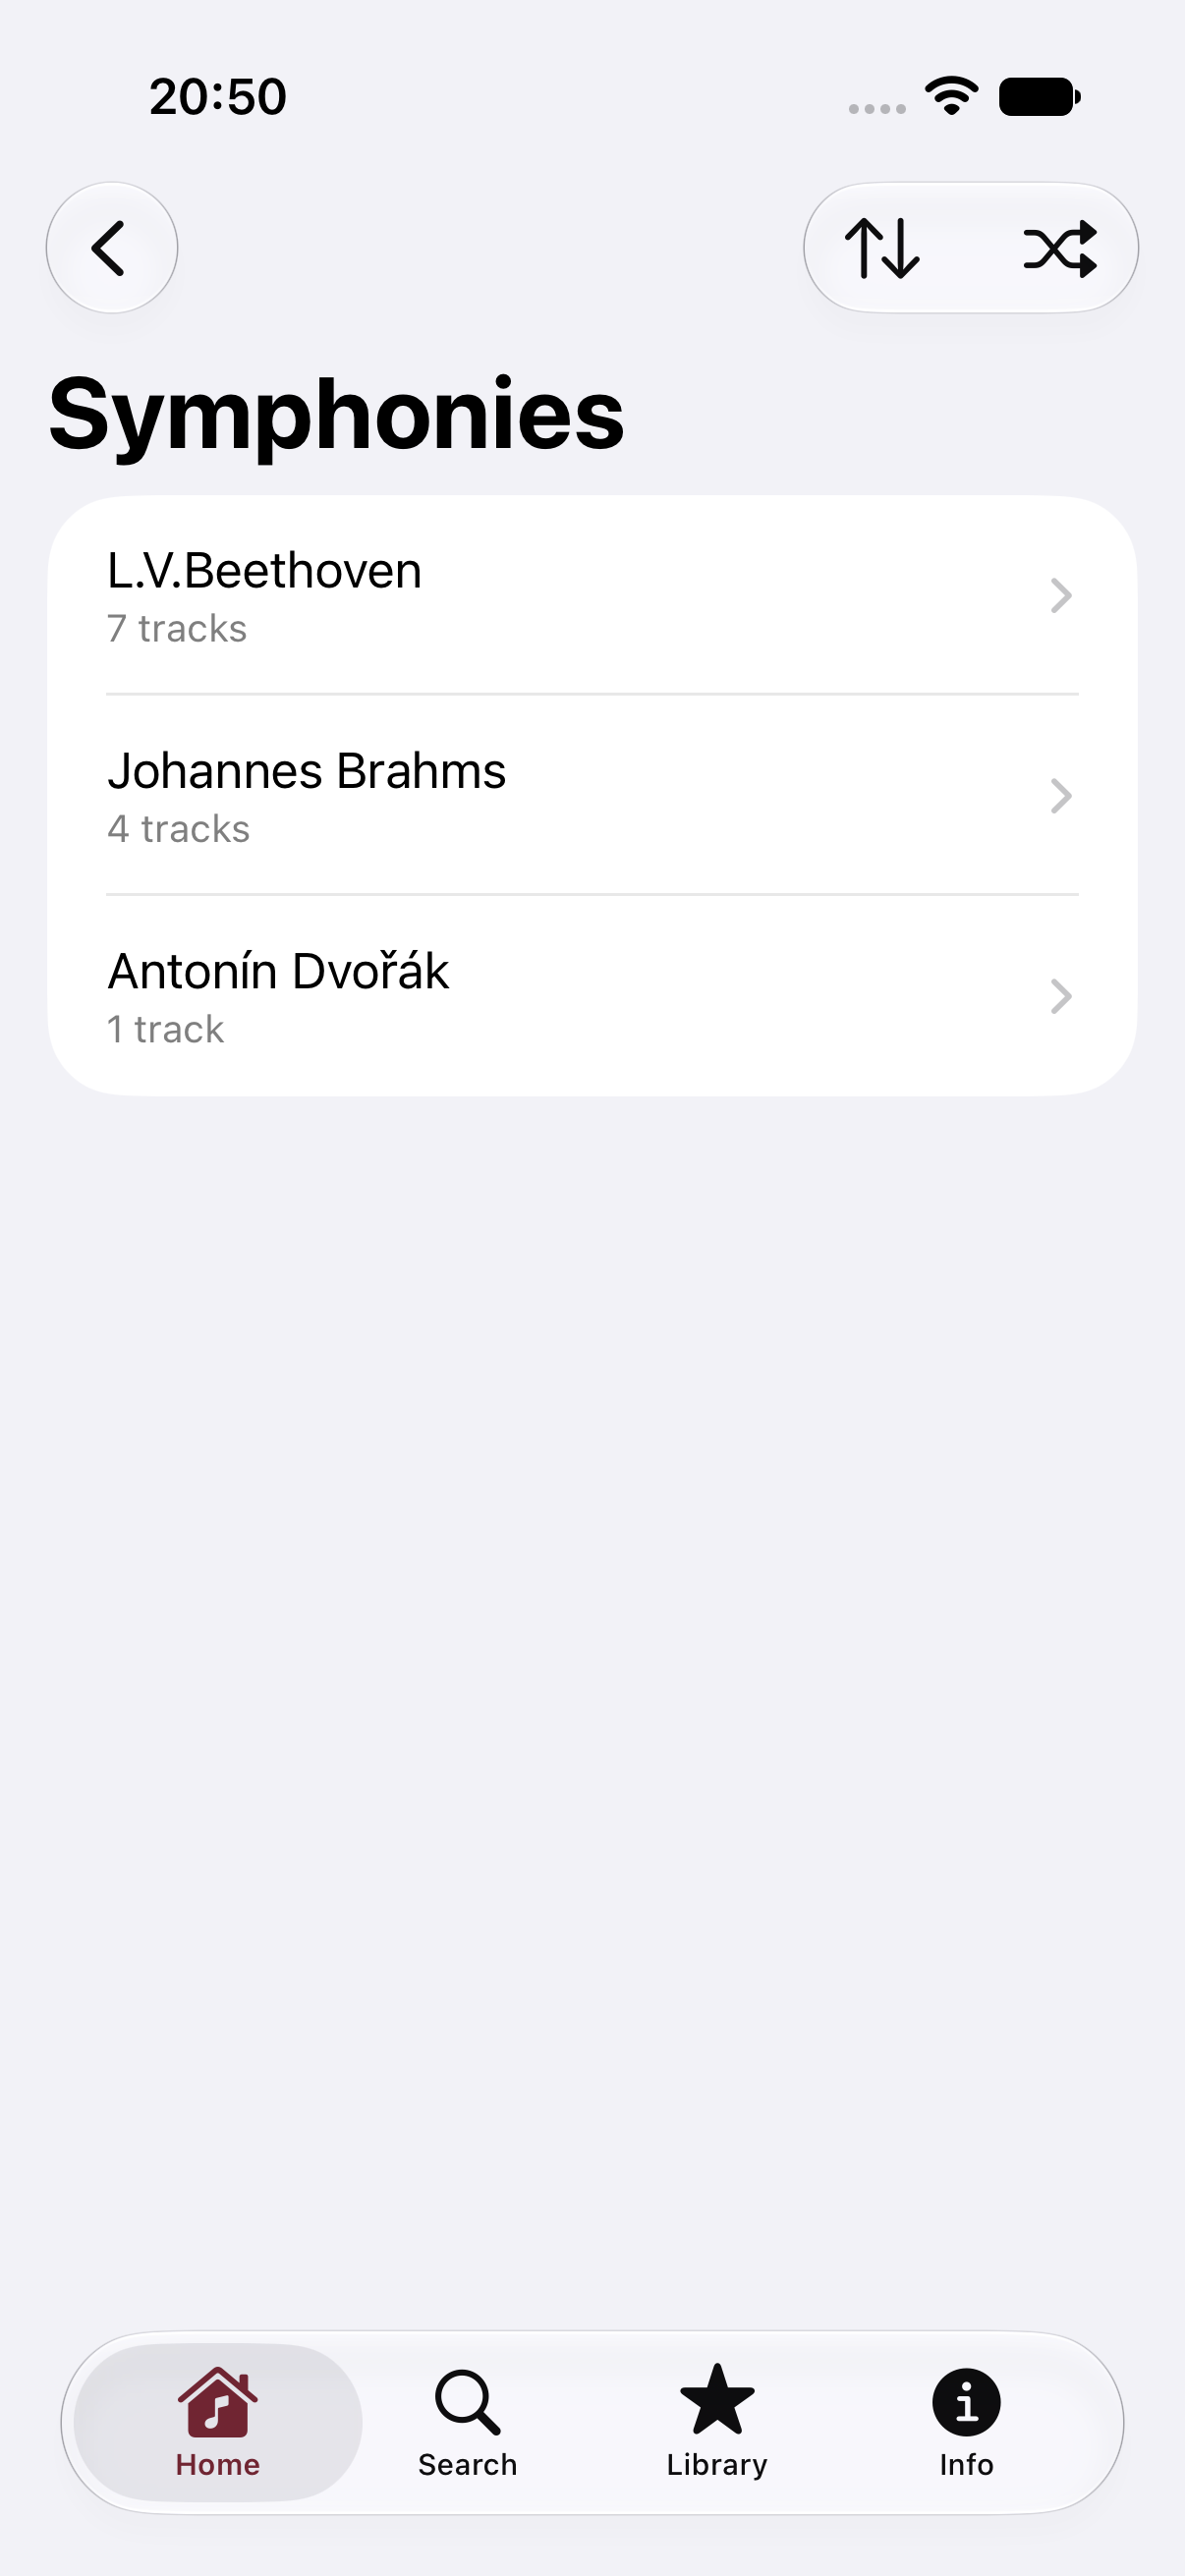 20:50
Symphonies
L.V.Beethoven
7 tracks
Johannes Brahms
4 tracks
Antonín Dvořák
1 track
Home
Search
Library
Info